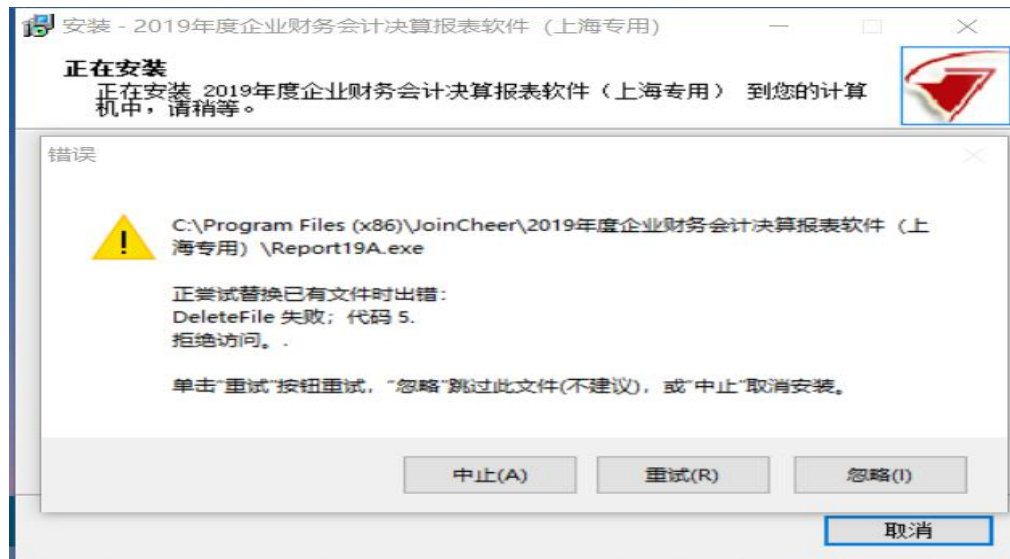 安装 - 2019年度企业财务会计决算报表软件（上海专用）
正在安装
正在安装 2019年度企业财务会计决算报表软件（上海专用） 到您的计算
机中，请稍等。
错误
C:\Program Files (x86)\JoinCheer\2019年度企业财务会计决算报表软件（上
海专用）\Report19A.exe
正尝试替换已有文件时出错：
DeleteFile 失败；代码 5.
拒绝访问。.
单击“重试”按钮重试，“忽略”跳过此文件(不建议)，或“中止”取消安装。
中止(A) 重试(R) 忽略(I)
取消